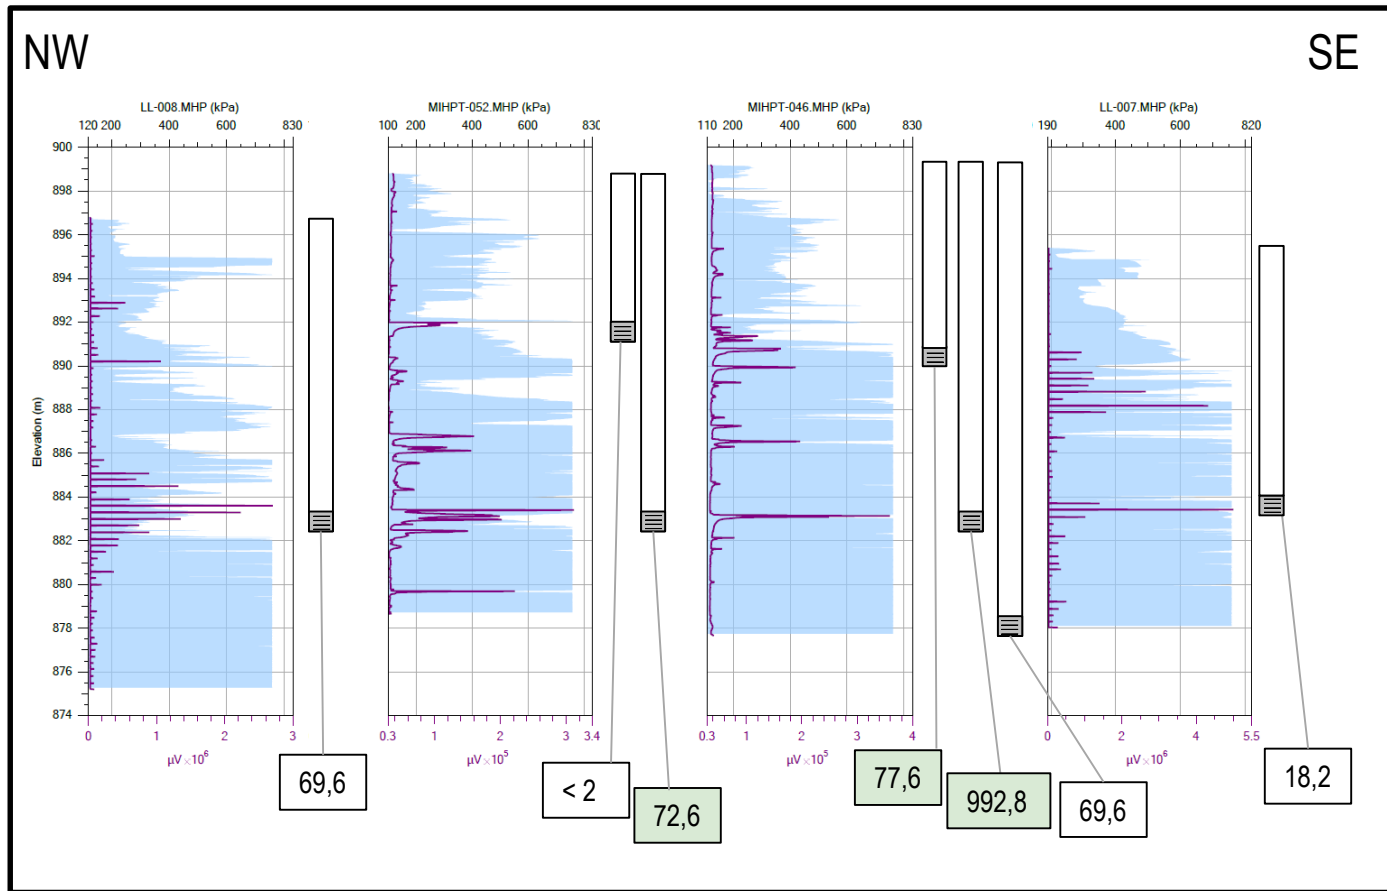 NW
SE
LL-008.MHP (kPa)
MIHPT-052.MHP (kPa)
MIHPT-046.MHP (kPa)
LL-007.MHP (kPa)
120 200 400 600 830
100 200 400 600 830
110 200 400 600 830
190 400 600 820
900
898
896
894
892
890
888
886
884
882
880
878
876
874
Elevation (m)
0 1 2 3
0.3 1 2 3 3.4
0.3 1 2 3 4
0 2 4 5.5
µV×10⁶
µV×10⁵
µV×10⁵
µV×10⁶
69,6
< 2
72,6
77,6
992,8
69,6
18,2